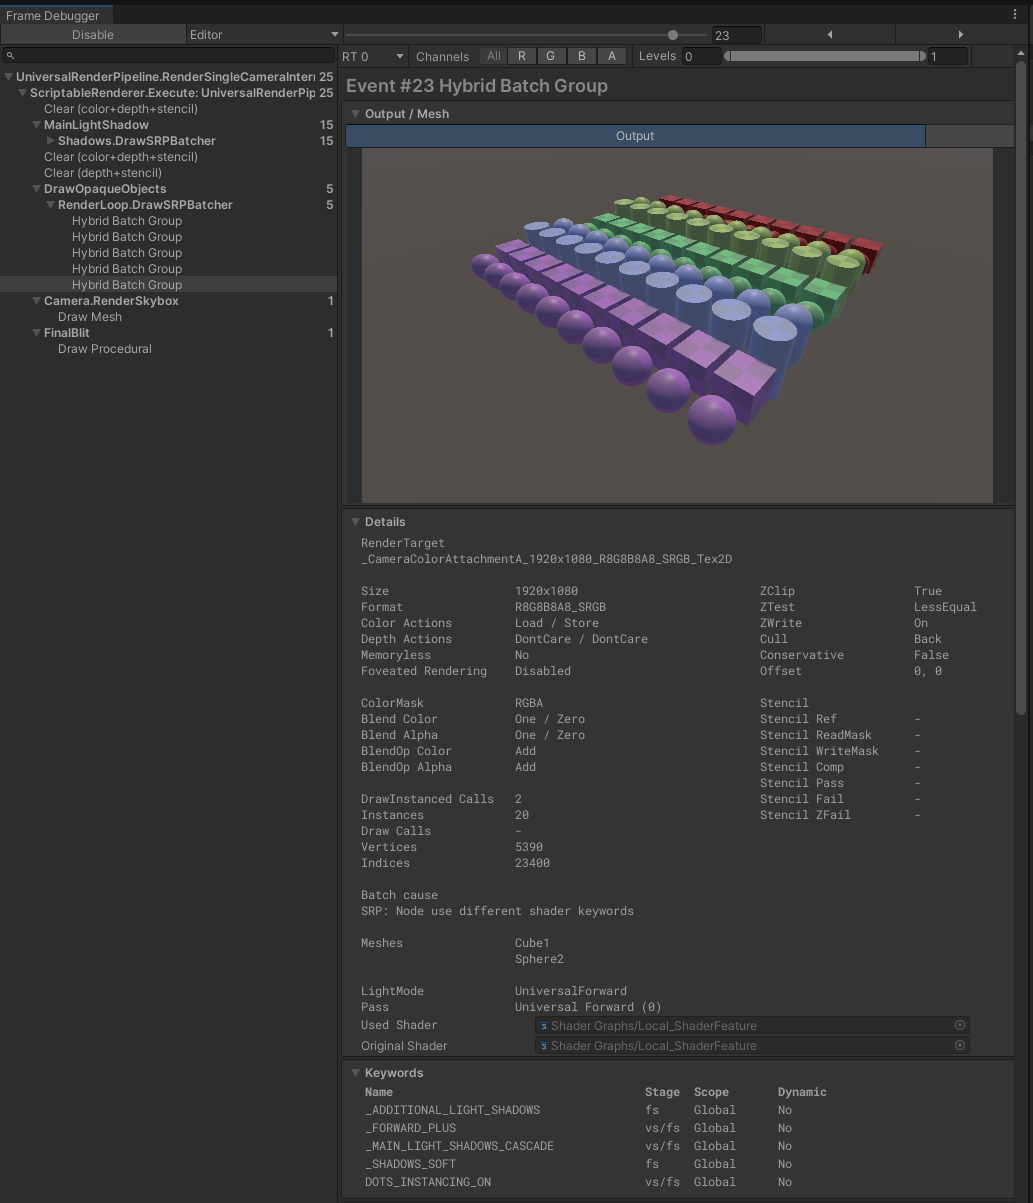 Frame Debugger
Disable Editor 23
RT 0 Channels All R G B A Levels 0 1
UniversalRenderPipeline.RenderSingleCameraInterr 25
ScriptableRenderer.Execute: UniversalRenderPip 25
Clear (color+depth+stencil)
MainLightShadow 15
Shadows.DrawSRPBatcher 15
Clear (color+depth+stencil)
Clear (depth+stencil)
DrawOpaqueObjects 5
RenderLoop.DrawSRPBatcher 5
Hybrid Batch Group
Hybrid Batch Group
Hybrid Batch Group
Hybrid Batch Group
Hybrid Batch Group
Camera.RenderSkybox 1
Draw Mesh
FinalBlit 1
Draw Procedural
Event #23 Hybrid Batch Group
Output / Mesh
Output
Details
RenderTarget
_CameraColorAttachmentA_1920x1080_R8G8B8A8_SRGB_Tex2D
Size 1920x1080 ZClip True
Format R8G8B8A8_SRGB ZTest LessEqual
Color Actions Load / Store ZWrite On
Depth Actions DontCare / DontCare Cull Back
Memoryless No Conservative False
Foveated Rendering Disabled Offset 0, 0
ColorMask RGBA Stencil
Blend Color One / Zero Stencil Ref -
Blend Alpha One / Zero Stencil ReadMask -
BlendOp Color Add Stencil WriteMask -
BlendOp Alpha Add Stencil Comp -
Stencil Pass -
DrawInstanced Calls 2 Stencil Fail -
Instances 20 Stencil ZFail -
Draw Calls -
Vertices 5390
Indices 23400
Batch cause
SRP: Node use different shader keywords
Meshes Cube1
Sphere2
LightMode UniversalForward
Pass Universal Forward (0)
Used Shader Shader Graphs/Local_ShaderFeature
Original Shader Shader Graphs/Local_ShaderFeature
Keywords
Name Stage Scope Dynamic
_ADDITIONAL_LIGHT_SHADOWS fs Global No
_FORWARD_PLUS vs/fs Global No
_MAIN_LIGHT_SHADOWS_CASCADE vs/fs Global No
_SHADOWS_SOFT fs Global No
DOTS_INSTANCING_ON vs/fs Global No